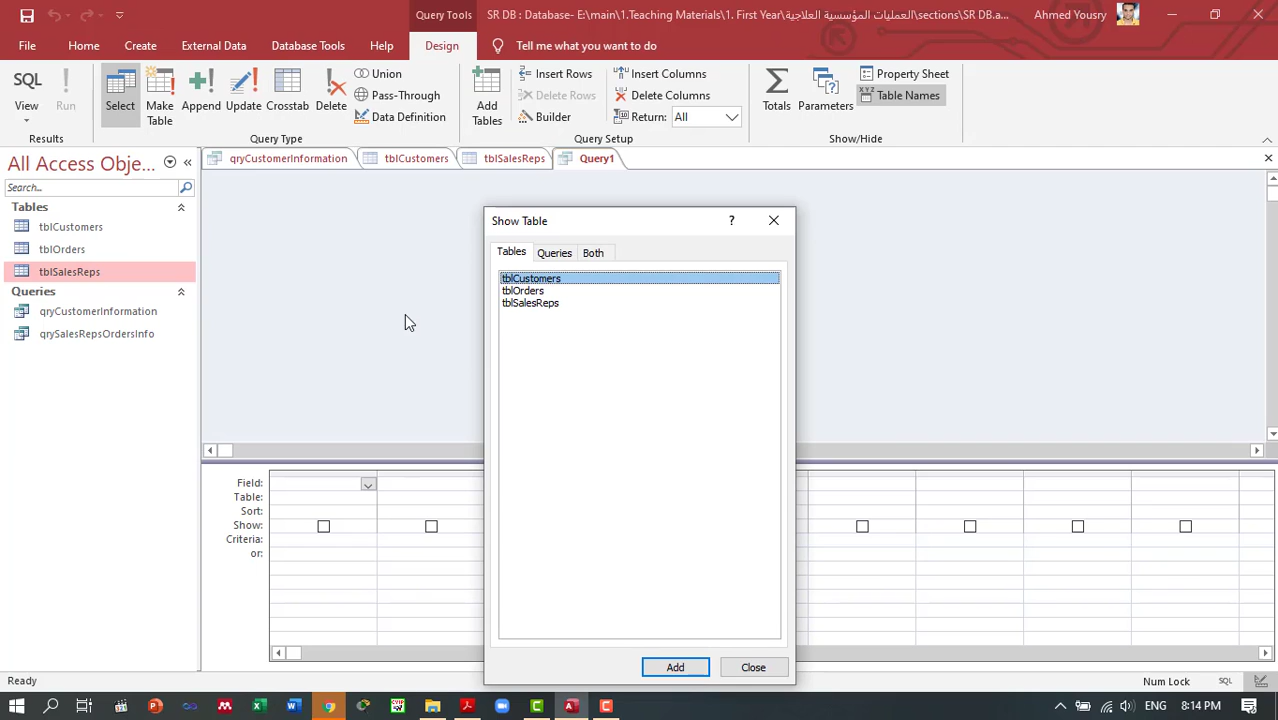 Query Tools
SR DB : Database- E:\main\1.Teaching Materials\1. First Year\العمليات المؤسسية العلاجية\sections\SR DB.a...
Ahmed Yousry
File
Home
Create
External Data
Database Tools
Help
Design
Tell me what you want to do
SQL
View
Run
Select
Make
Table
Append
Update
Crosstab
Delete
Union
Pass-Through
Data Definition
Add
Tables
Insert Rows
Delete Rows
Builder
Insert Columns
Delete Columns
Return:
All
Totals
Parameters
Property Sheet
XYZ
Table Names
Results
Query Type
Query Setup
Show/Hide
All Access Obje...
Search...
Tables
tblCustomers
tblOrders
tblSalesReps
Queries
qryCustomerInformation
qrySalesRepsOrdersInfo
qryCustomerInformation
tblCustomers
tblSalesReps
Query1
Show Table
?
Tables
Queries
Both
tblCustomers
tblOrders
tblSalesReps
Add
Close
Field:
Table:
Sort:
Show:
Criteria:
or:
Ready
Num Lock
SQL
ENG
8:14 PM